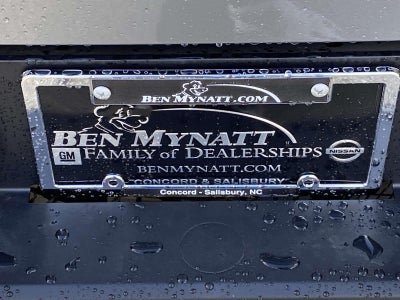 BEN MYNATT.COM
BEN MYNATT
GM FAMILY of DEALERSHIPS NISSAN
BENMYNATT.COM
CONCORD & SALISBURY
Concord - Salisbury, NC